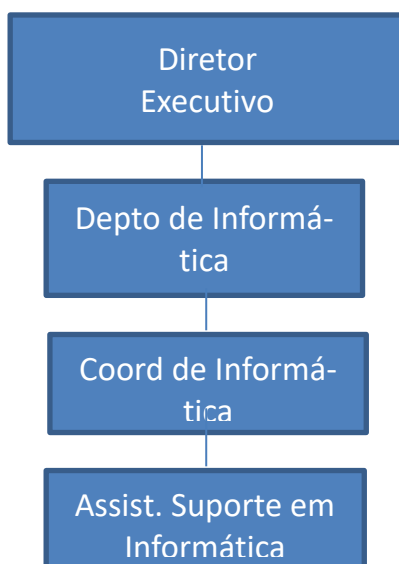 Diretor
Executivo
Depto de Informá-
tica
Coord de Informá-
tica
Assist. Suporte em
Informática